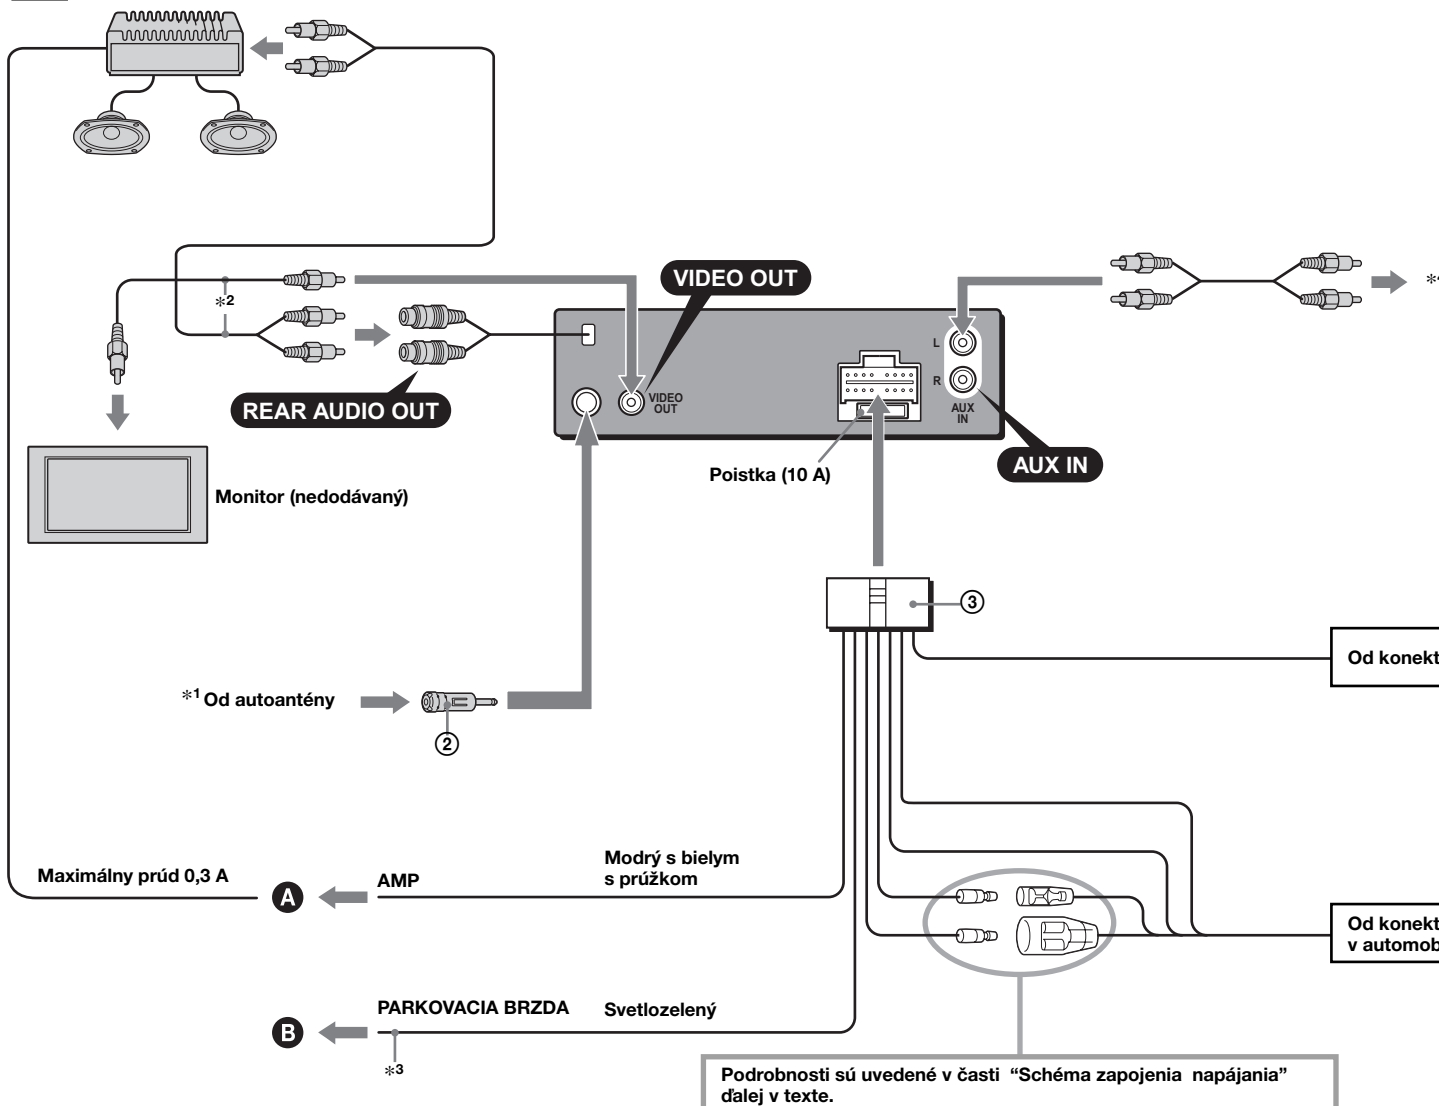 VIDEO OUT
*2
L
R
VIDEO
OUT
REAR AUDIO OUT
AUX
IN
AUX IN
Poistka (10 A)
Monitor (nedodávaný)
③
Od konekt
*1 Od autoantény
②
Maximálny prúd 0,3 A
A
AMP
Modrý s bielym
s prúžkom
Od konekt
v automob
B
PARKOVACIA BRZDA
Svetlozelený
*3
Podrobnosti sú uvedené v časti “Schéma zapojenia napájania”
ďalej v texte.